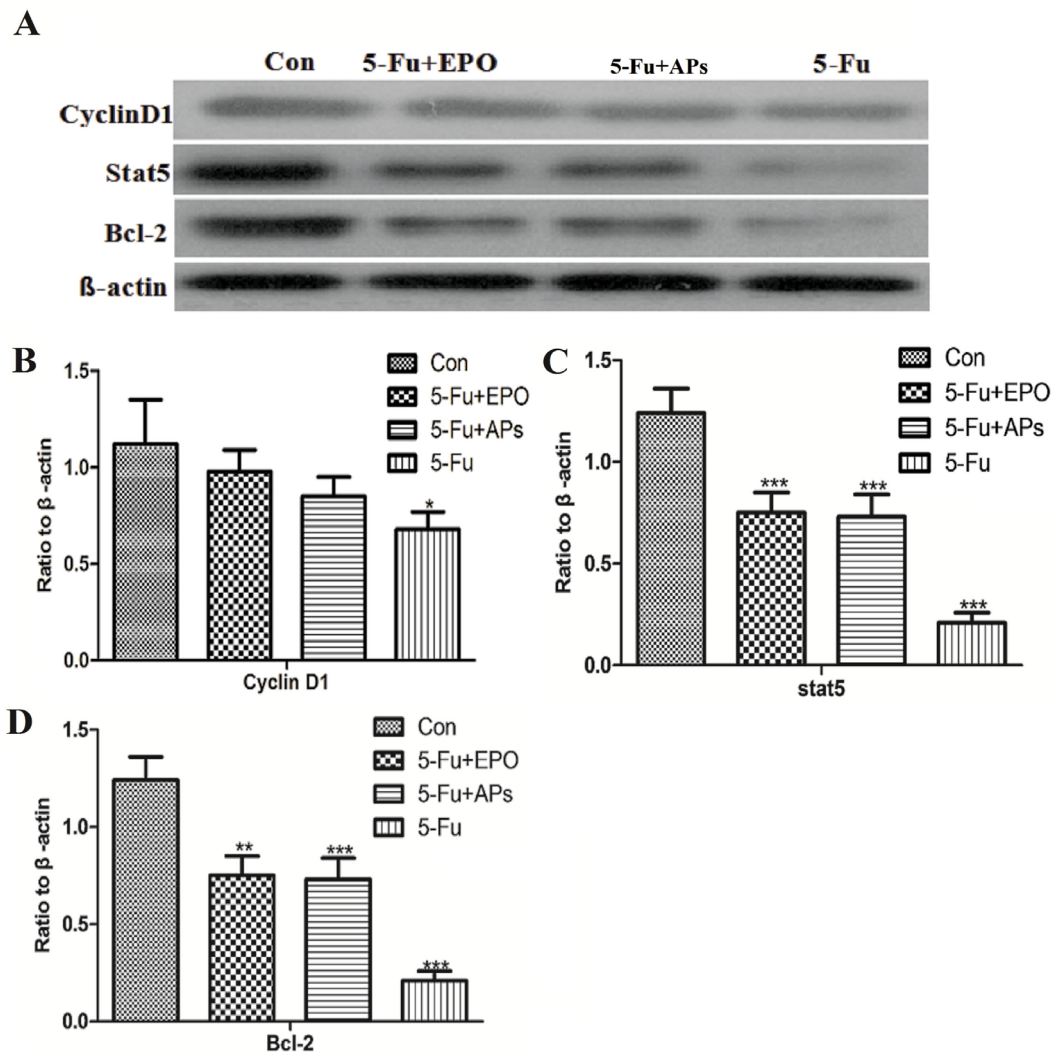 A
Con 5-Fu+EPO 5-Fu+APs 5-Fu
CyclinD1
Stat5
Bcl-2
ß-actin
B
Ratio to β -actin
1.5
1.0
0.5
0.0
Cyclin D1
Con
5-Fu+EPO
5-Fu+APs
5-Fu
*
C
Ratio to β -actin
1.5
1.0
0.5
0.0
stat5
Con
5-Fu+EPO
5-Fu+APs
5-Fu
*** *** ***
D
Ratio to β -actin
1.5
1.0
0.5
0.0
Bcl-2
Con
5-Fu+EPO
5-Fu+APs
5-Fu
** *** ***